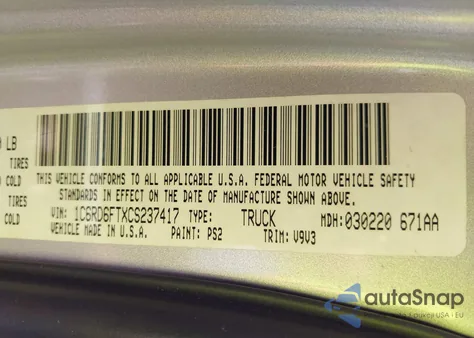 0 LB
TIRES
COLD
TIRES
COLD
THIS VEHICLE CONFORMS TO ALL APPLICABLE U.S.A. FEDERAL MOTOR VEHICLE SAFETY
STANDARDS IN EFFECT ON THE DATE OF MANUFACTURE SHOWN ABOVE.
VIN: 1C6RD6FTXCS237417 TYPE: TRUCK MDH: 030220 671AA
VEHICLE MADE IN U.S.A. PAINT: PS2 TRIM: V9V3
autoSnap